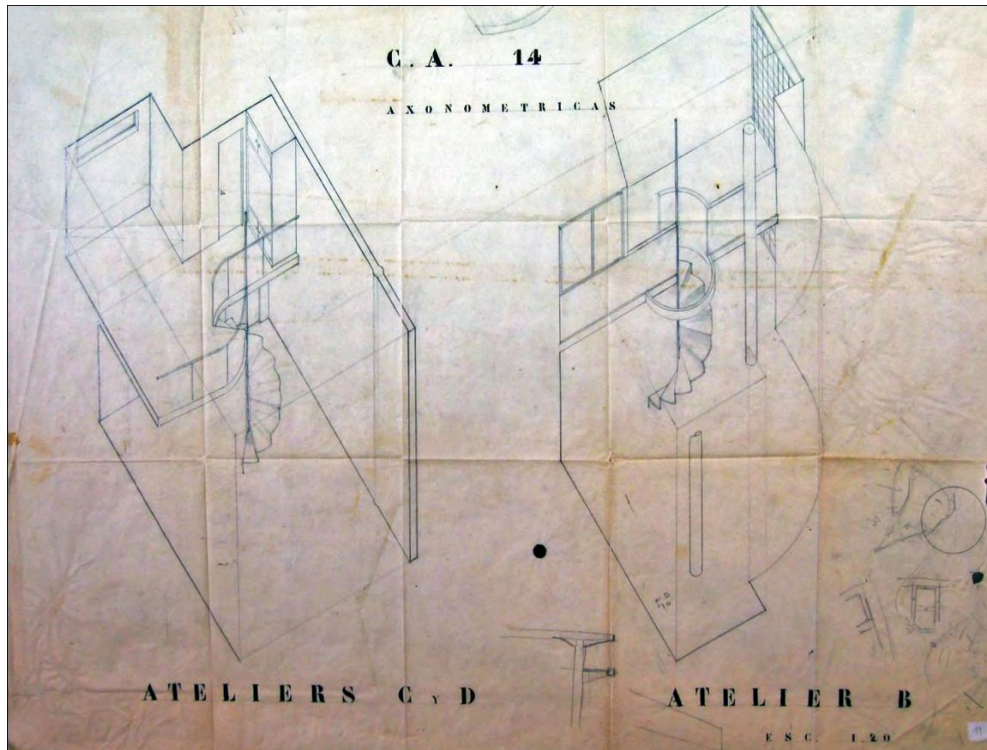 C. A. 14
AXONOMETRICAS
ATELIERS C Y D
ATELIER B
ESC. 1.20